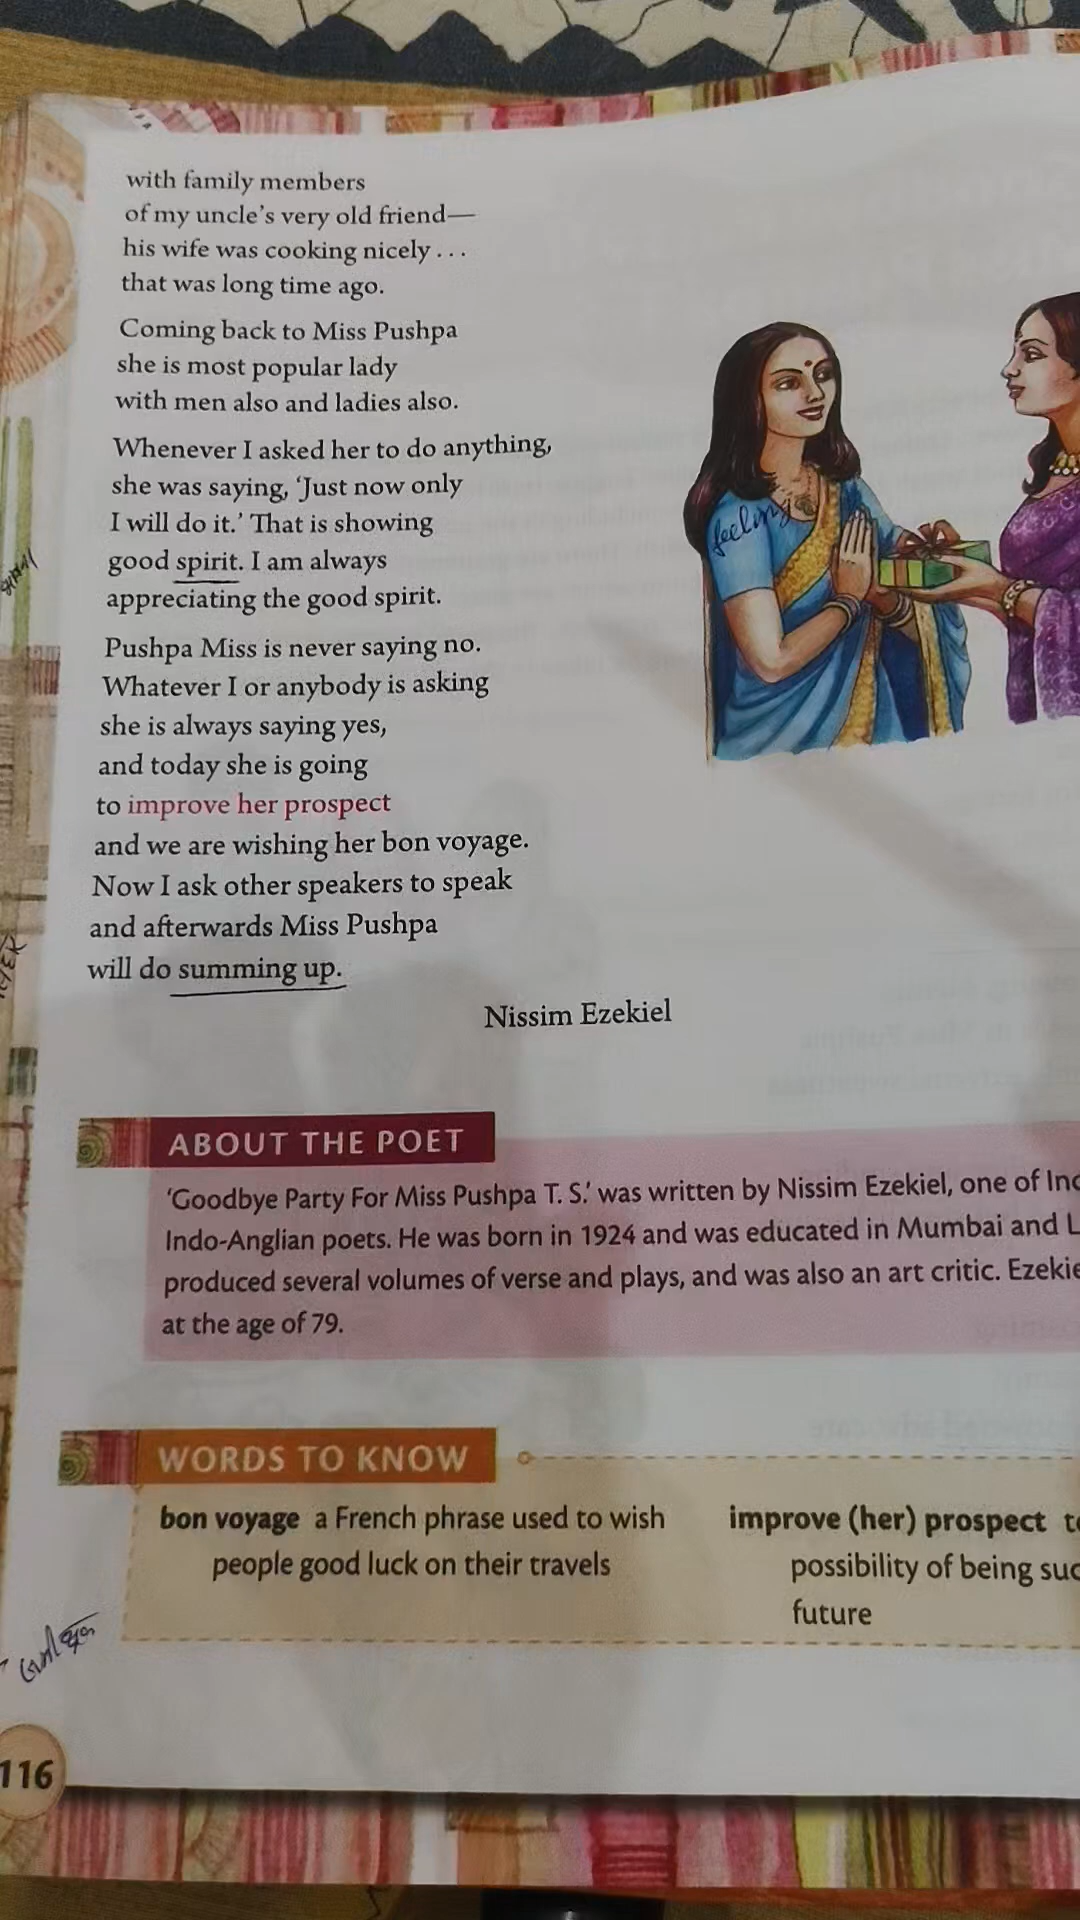 with family members
of my uncle's very old friend—
his wife was cooking nicely . . .
that was long time ago.
Coming back to Miss Pushpa
she is most popular lady
with men also and ladies also.
Whenever I asked her to do anything,
she was saying, 'Just now only
I will do it.' That is showing
good spirit. I am always
appreciating the good spirit.
Pushpa Miss is never saying no.
Whatever I or anybody is asking
she is always saying yes,
and today she is going
to improve her prospect
and we are wishing her bon voyage.
Now I ask other speakers to speak
and afterwards Miss Pushpa
will do summing up.
Nissim Ezekiel
feeling
ABOUT THE POET
'Goodbye Party For Miss Pushpa T. S.' was written by Nissim Ezekiel, one of
Indo-Anglian poets. He was born in 1924 and was educated in Mumbai and
produced several volumes of verse and plays, and was also an art critic.
at the age of 79.
WORDS TO KNOW
bon voyage a French phrase used to wish
people good luck on their travels
improve (her) prospect
possibility of being
future
116